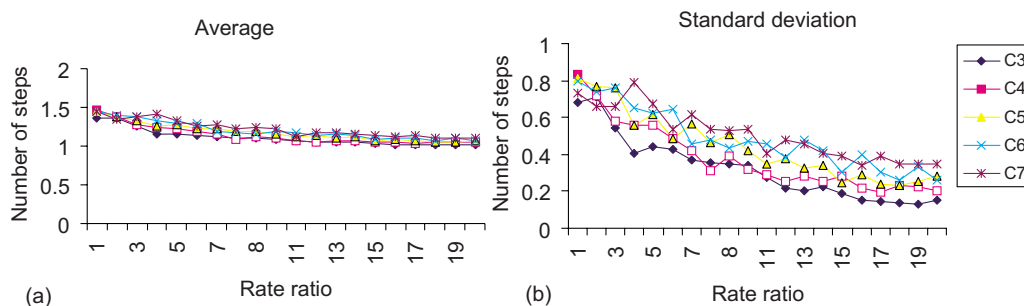 Average
Number of steps
2
1.5
1
0.5
0
1 3 5 7 8 11 13 15 17 19
Rate ratio
(a)
Standard deviation
Number of steps
1
0.8
0.6
0.4
0.2
0
1 3 5 7 8 11 13 15 17 19
Rate ratio
(b)
C3
C4
C5
C6
C7